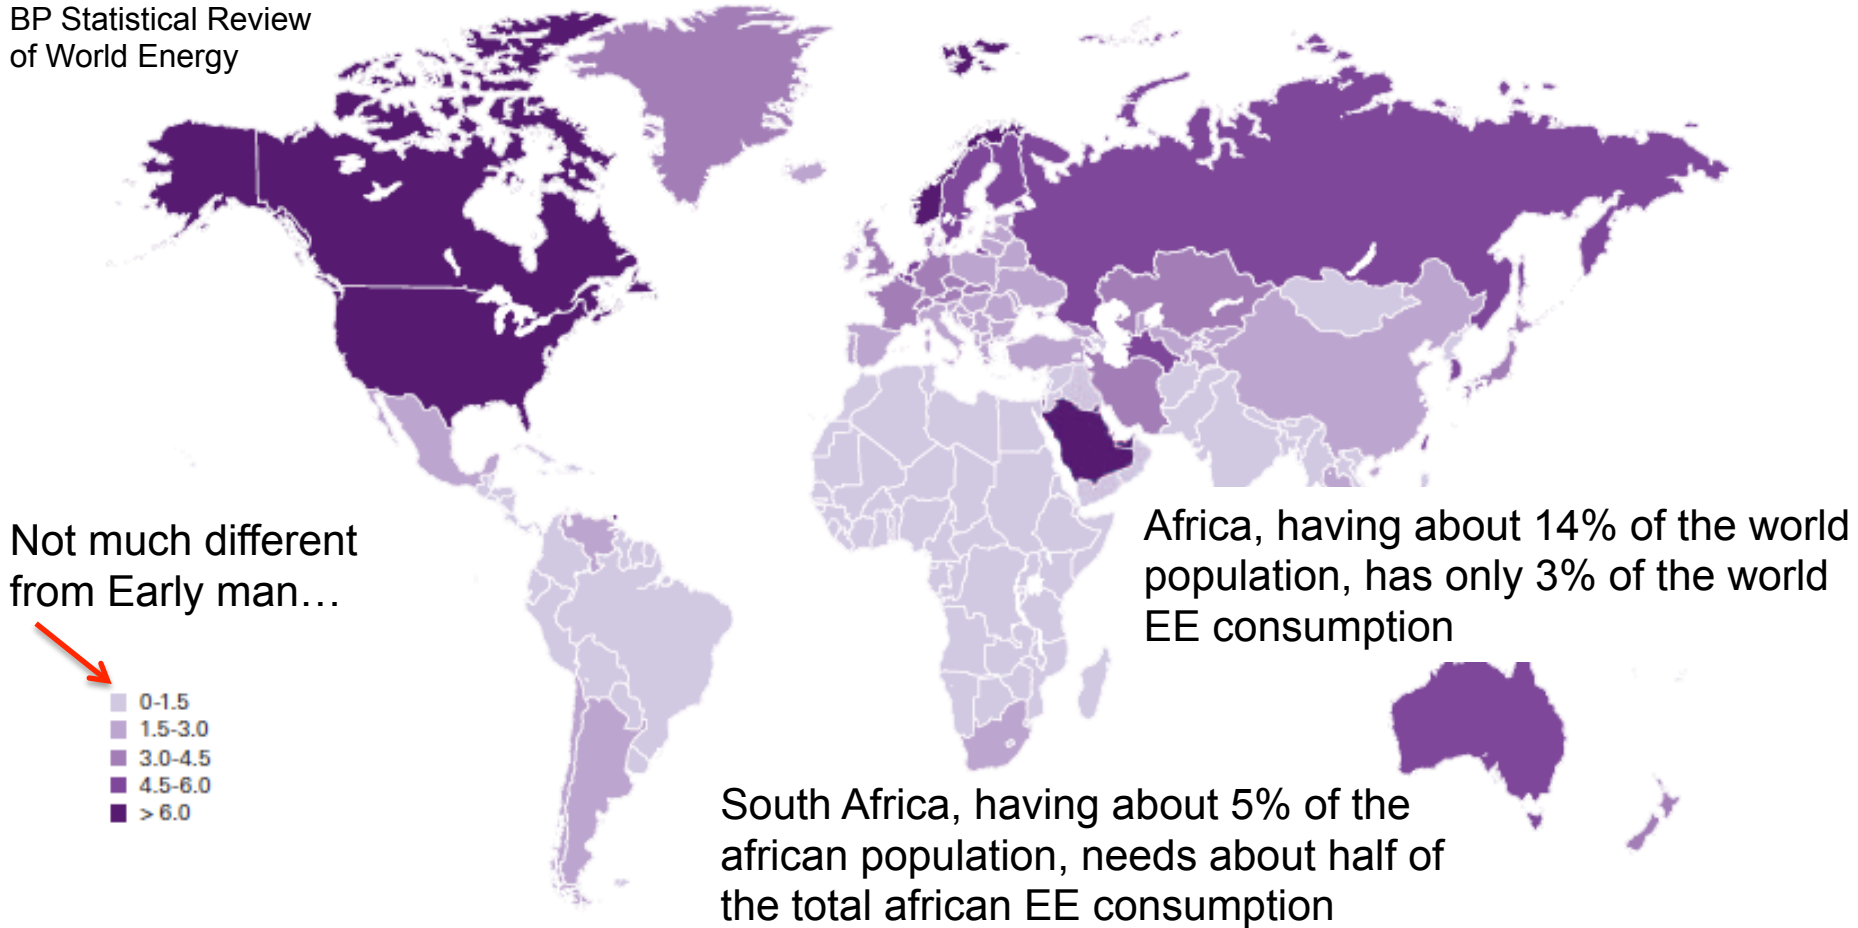 BP Statistical Review
of World Energy
Not much different
from Early man…
0-1.5
1.5-3.0
3.0-4.5
4.5-6.0
> 6.0
Africa, having about 14% of the world
population, has only 3% of the world
EE consumption
South Africa, having about 5% of the
african population, needs about half of
the total african EE consumption